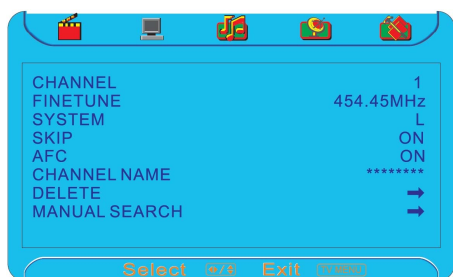 CHANNEL 1
FINETUNE 454.45MHz
SYSTEM L
SKIP ON
AFC ON
CHANNEL NAME ********
DELETE ➡
MANUAL SEARCH ➡
Select Exit